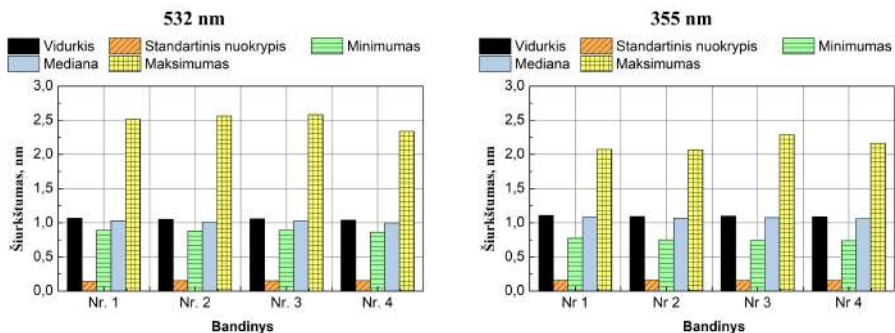 532 nm
Vidurkis Standartinis nuokrypis Minimumas
Mediana Maksimumas
Šiurkštumas, nm
3,0
2,5
2,0
1,5
1,0
0,5
0,0
Nr. 1 Nr. 2 Nr. 3 Nr. 4
Bandinys
355 nm
Vidurkis Standartinis nuokrypis Minimumas
Mediana Maksimumas
Šiurkštumas, nm
3,0
2,5
2,0
1,5
1,0
0,5
0,0
Nr 1 Nr 2 Nr 3 Nr 4
Bandinys